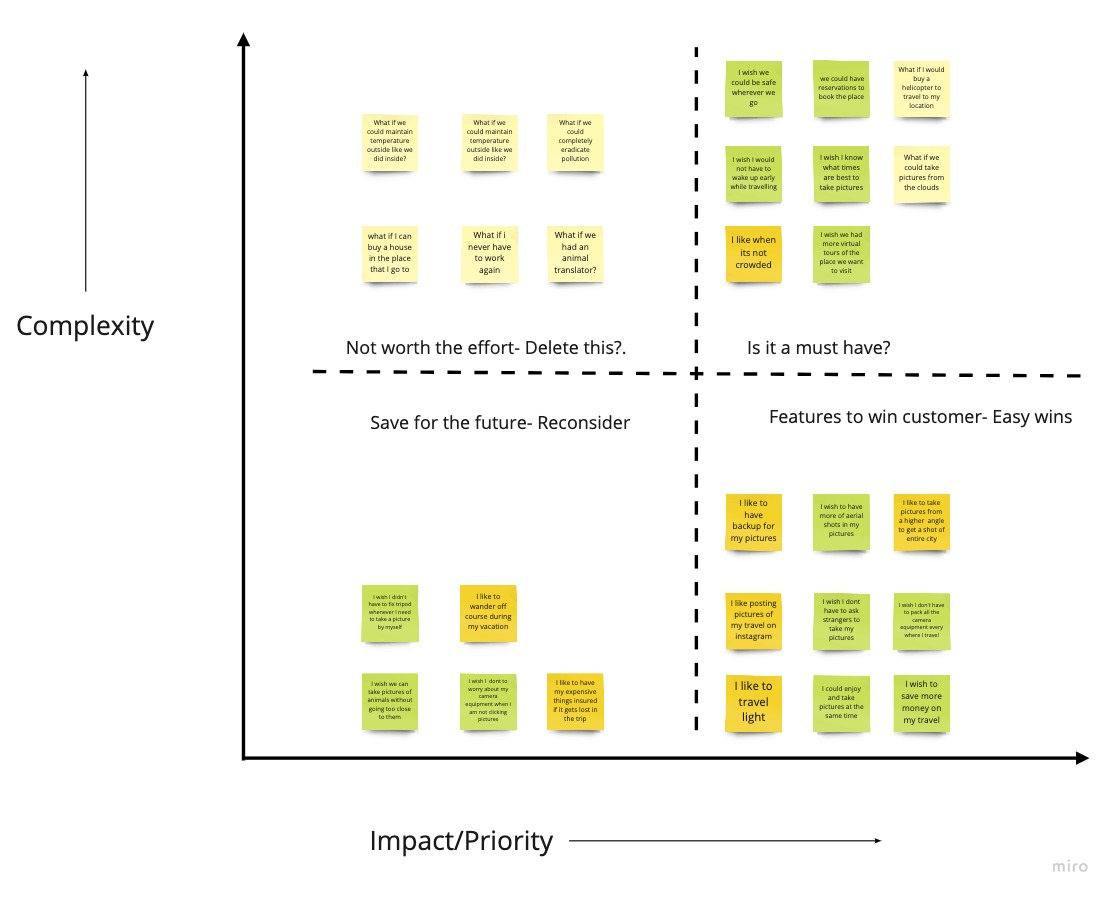 I wish we
could be safe
wherever we
go
we could have
reservations to
book the place
What if I would
buy a
helicopter to
travel to my
location
What if we
could maintain
temperature
outside like we
did inside?
What if we
could maintain
temperature
outside like we
did inside?
What if we
could
completely
eradicate
pollution
I wish I would
not have to
wake up early
while travelling
I wish I know
what times
are best to
take pictures
What if we
could take
pictures from
the clouds
what if I can
buy a house
in the place
that I go to
What if i
never have
to work
again
What if we
had an
animal
translator?
I like when
its not
crowded
I wish we had
more virtual
tours of the
place we want
to visit
Complexity
Not worth the effort- Delete this?.
Is it a must have?
Save for the future- Reconsider
Features to win customer- Easy wins
I like to
have
backup for
my pictures
I wish to have
more of aerial
shots in my
pictures
I like to take
pictures from
a higher angle
to get a shot of
entire city
I wish I didn't
have to fix tripod
whenever I need
to take a picture
by myself
I like to
wander off
course during
my vacation
I like posting
pictures of
my travel on
instagram
I wish I dont
have to ask
strangers to
take my
pictures
I wish I don't have
to pack all the
camera
equipment every
where I travel
I wish we can
take pictures of
animals without
going too close
to them
I wish I dont to
worry about my
camera
equipment when i
am not clicking
pictures
I like to have
my expensive
things insured
if it gets lost in
the trip
I like to
travel
light
I could enjoy
and take
pictures at the
same time
I wish to
save more
money on
my travel
Impact/Priority
miro